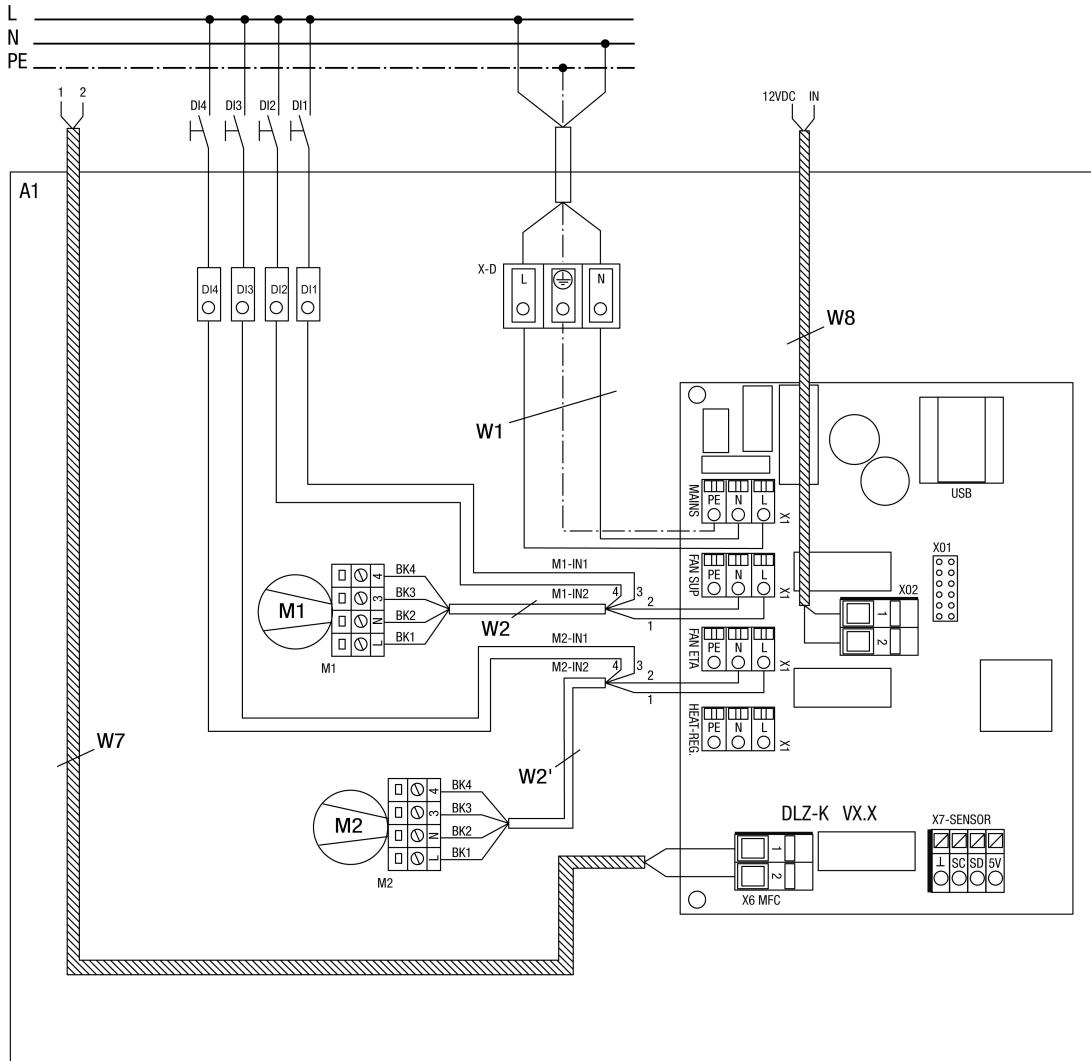 L
N
PE
1 2
DI4 DI3 DI2 DI1
12VDC IN
A1
X-D
L N
DI4 DI3 DI2 DI1
W8
W1
USB
MAINS
PE N L
X1
X01
M1-IN1
FAN SUP
PE N L
X1
X02
1
2
BK4
BK3
BK2
BK1
4
3
N
L
M1
M1
M1-IN2
4 3
2
1
W2
M2-IN1
M2-IN2
4 3
2
1
FAN ETA
PE N L
X1
HEAT-REG.
PE N L
X1
W7
W2'
BK4
BK3
BK2
BK1
4
3
N
L
M2
M2
DLZ-K VX.X
X7-SENSOR
⊥ SC SD 5V
1
2
X6 MFC